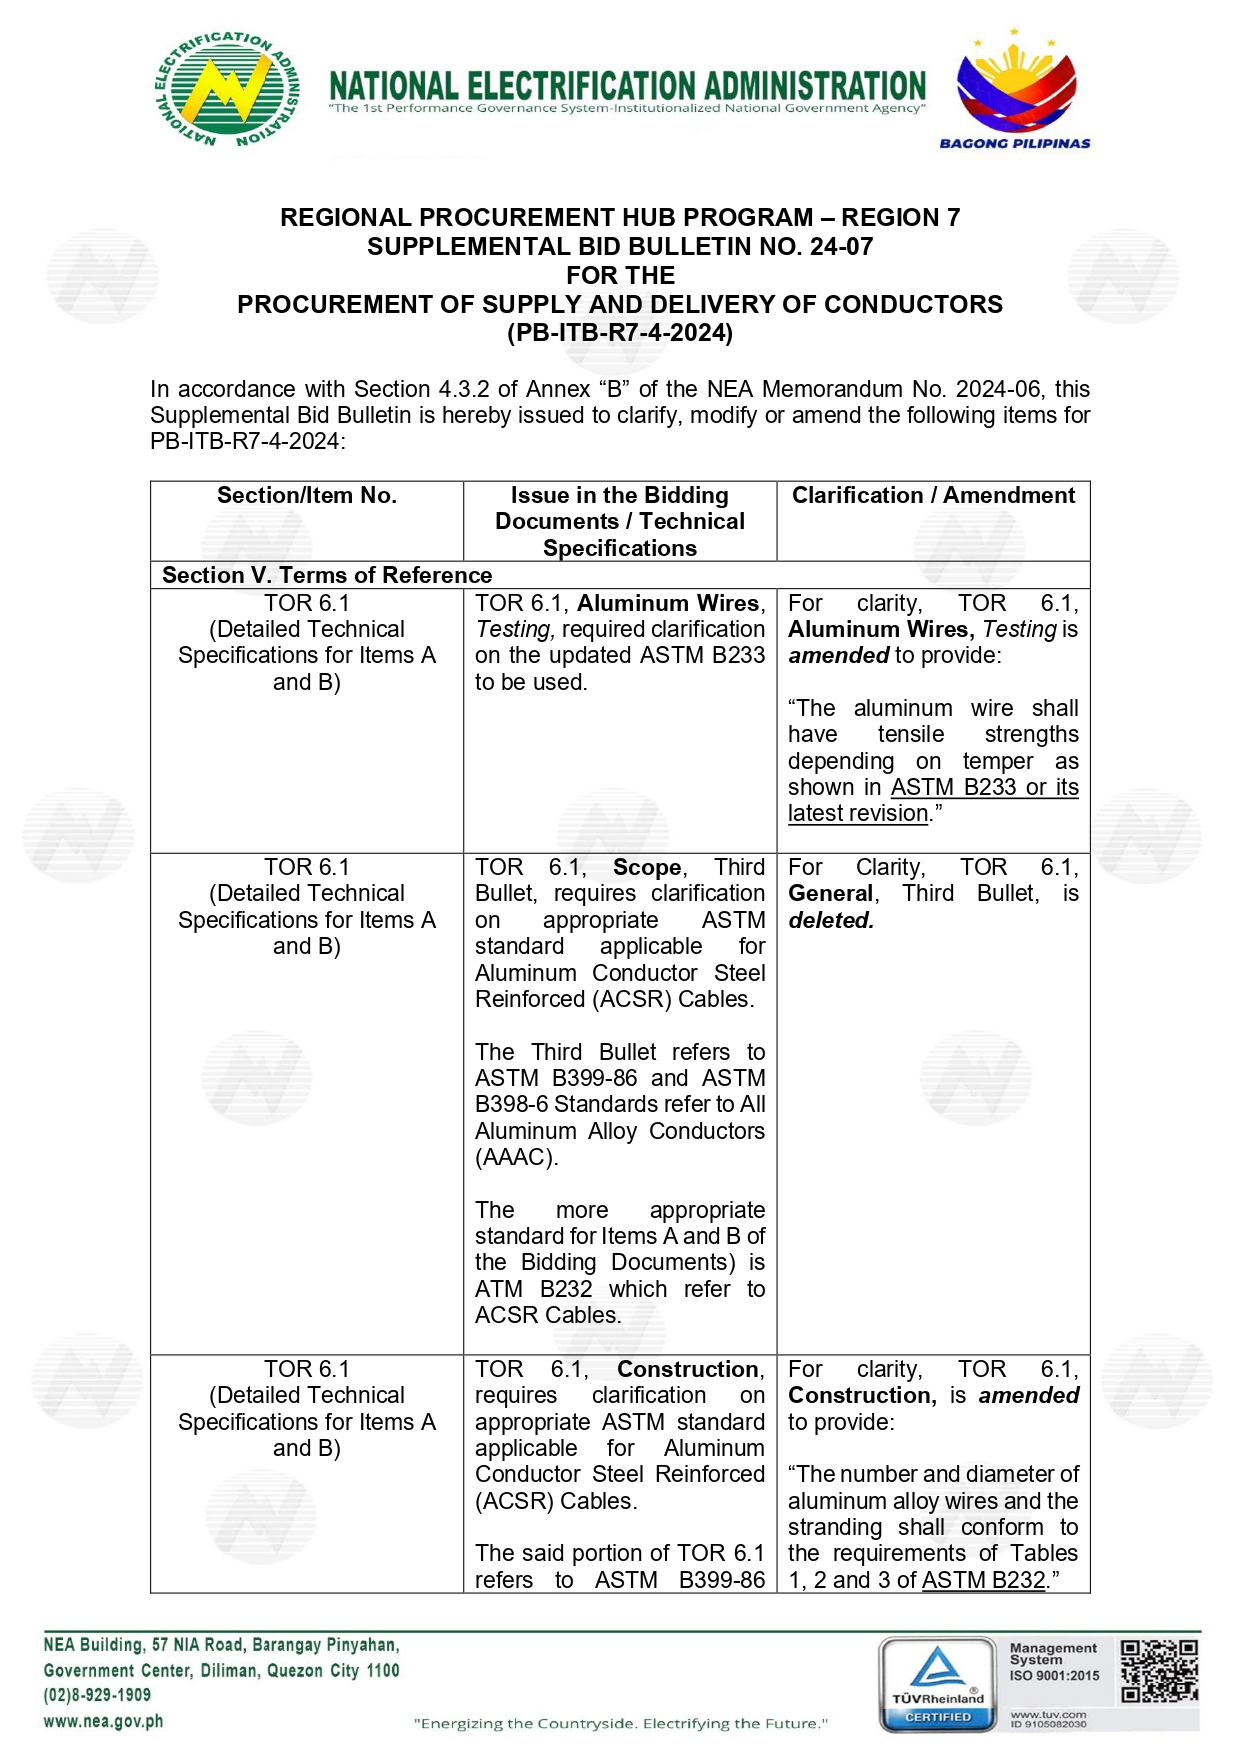 NATIONAL ELECTRIFICATION ADMINISTRATION
NATIONAL ELECTRIFICATION ADMINISTRATION
"The 1st Performance Governance System-Institutionalized National Government Agency"
BAGONG PILIPINAS
REGIONAL PROCUREMENT HUB PROGRAM – REGION 7
SUPPLEMENTAL BID BULLETIN NO. 24-07
FOR THE
PROCUREMENT OF SUPPLY AND DELIVERY OF CONDUCTORS
(PB-ITB-R7-4-2024)
In accordance with Section 4.3.2 of Annex “B” of the NEA Memorandum No. 2024-06, this
Supplemental Bid Bulletin is hereby issued to clarify, modify or amend the following items for
PB-ITB-R7-4-2024:
Section/Item No.
Issue in the Bidding
Documents / Technical
Specifications
Clarification / Amendment
Section V. Terms of Reference
TOR 6.1
(Detailed Technical
Specifications for Items A
and B)
TOR 6.1, Aluminum Wires,
Testing, required clarification
on the updated ASTM B233
to be used.
For clarity, TOR 6.1,
Aluminum Wires, Testing is
amended to provide:
“The aluminum wire shall
have tensile strengths
depending on temper as
shown in ASTM B233 or its
latest revision.”
TOR 6.1
(Detailed Technical
Specifications for Items A
and B)
TOR 6.1, Scope, Third
Bullet, requires clarification
on appropriate ASTM
standard applicable for
Aluminum Conductor Steel
Reinforced (ACSR) Cables.
The Third Bullet refers to
ASTM B399-86 and ASTM
B398-6 Standards refer to All
Aluminum Alloy Conductors
(AAAC).
The more appropriate
standard for Items A and B of
the Bidding Documents) is
ATM B232 which refer to
ACSR Cables.
For Clarity, TOR 6.1,
General, Third Bullet, is
deleted.
TOR 6.1
(Detailed Technical
Specifications for Items A
and B)
TOR 6.1, Construction,
requires clarification on
appropriate ASTM standard
applicable for Aluminum
Conductor Steel Reinforced
(ACSR) Cables.
The said portion of TOR 6.1
refers to ASTM B399-86
For clarity, TOR 6.1,
Construction, is amended
to provide:
“The number and diameter of
aluminum alloy wires and the
stranding shall conform to
the requirements of Tables
1, 2 and 3 of ASTM B232.”
NEA Building, 57 NIA Road, Barangay Pinyahan,
Government Center, Diliman, Quezon City 1100
(02)8-929-1909
www.nea.gov.ph
"Energizing the Countryside. Electrifying the Future."
TÜVRheinland®
CERTIFIED
Management
System
ISO 9001:2015
www.tuv.com
ID 9105082030